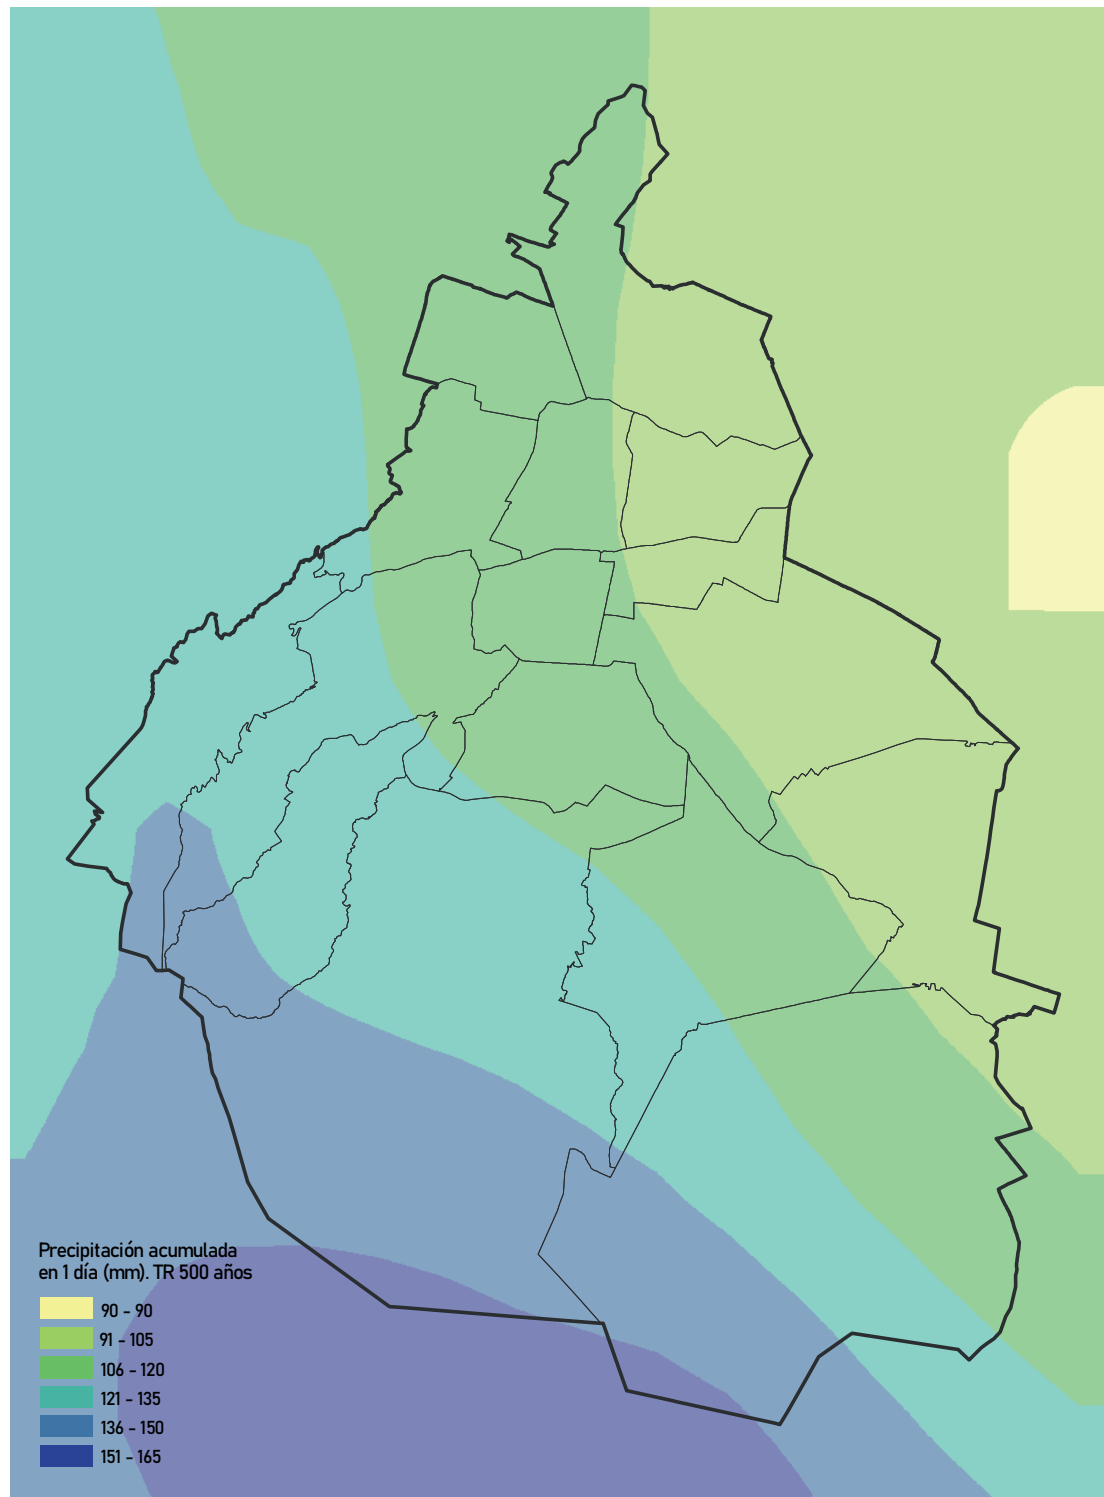 Precipitación acumulada
en 1 día (mm). TR 500 años
90 - 90
91 - 105
106 - 120
121 - 135
136 - 150
151 - 165